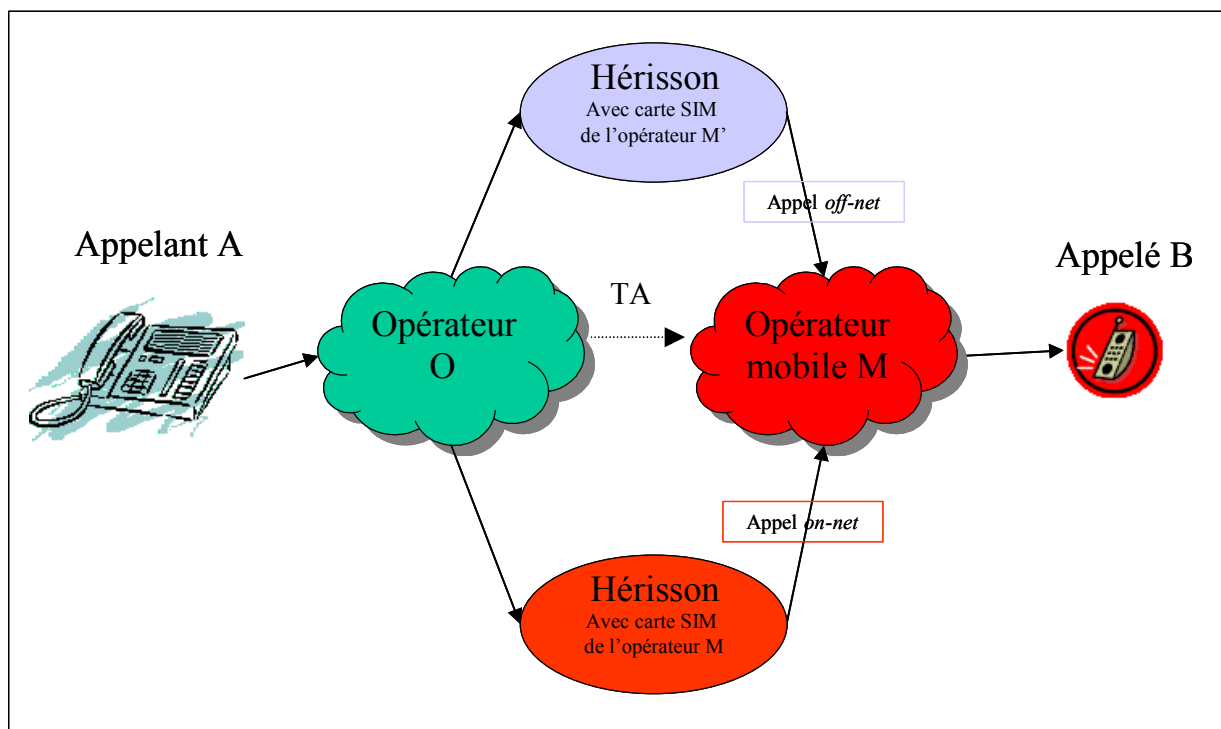 Hérisson
Avec carte SIM
de l'opérateur M'
Appel off-net
Appelant A
Appelé B
TA
Opérateur
O
Opérateur
mobile M
Appel on-net
Hérisson
Avec carte SIM
de l'opérateur M